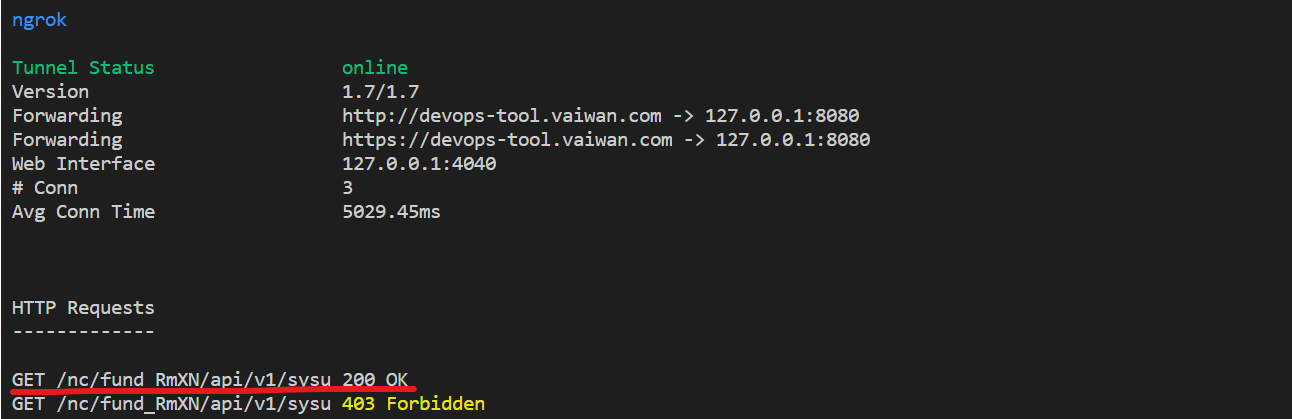 ngrok
Tunnel Status online
Version 1.7/1.7
Forwarding http://devops-tool.vaiwan.com -> 127.0.0.1:8080
Forwarding https://devops-tool.vaiwan.com -> 127.0.0.1:8080
Web Interface 127.0.0.1:4040
# Conn 3
Avg Conn Time 5029.45ms
HTTP Requests
-------------
GET /nc/fund_RmXN/api/v1/sysu 200 OK
GET /nc/fund_RmXN/api/v1/sysu 403 Forbidden